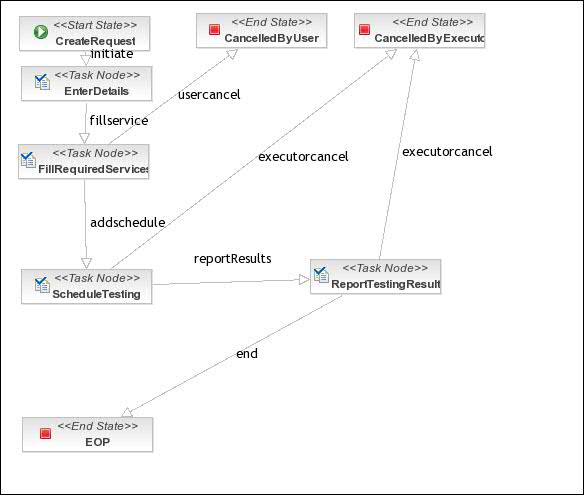 <<Start State>>
CreateRequest
<<End State>>
CancelledByUser
<<End State>>
CancelledByExecuto
initiate
<<Task Node>>
EnterDetails
usercancel
fillservice
<<Task Node>>
FillRequiredServices
executorcancel
executorcancel
addschedule
reportResults
<<Task Node>>
ScheduleTesting
<<Task Node>>
ReportTestingResult
end
<<End State>>
EOP